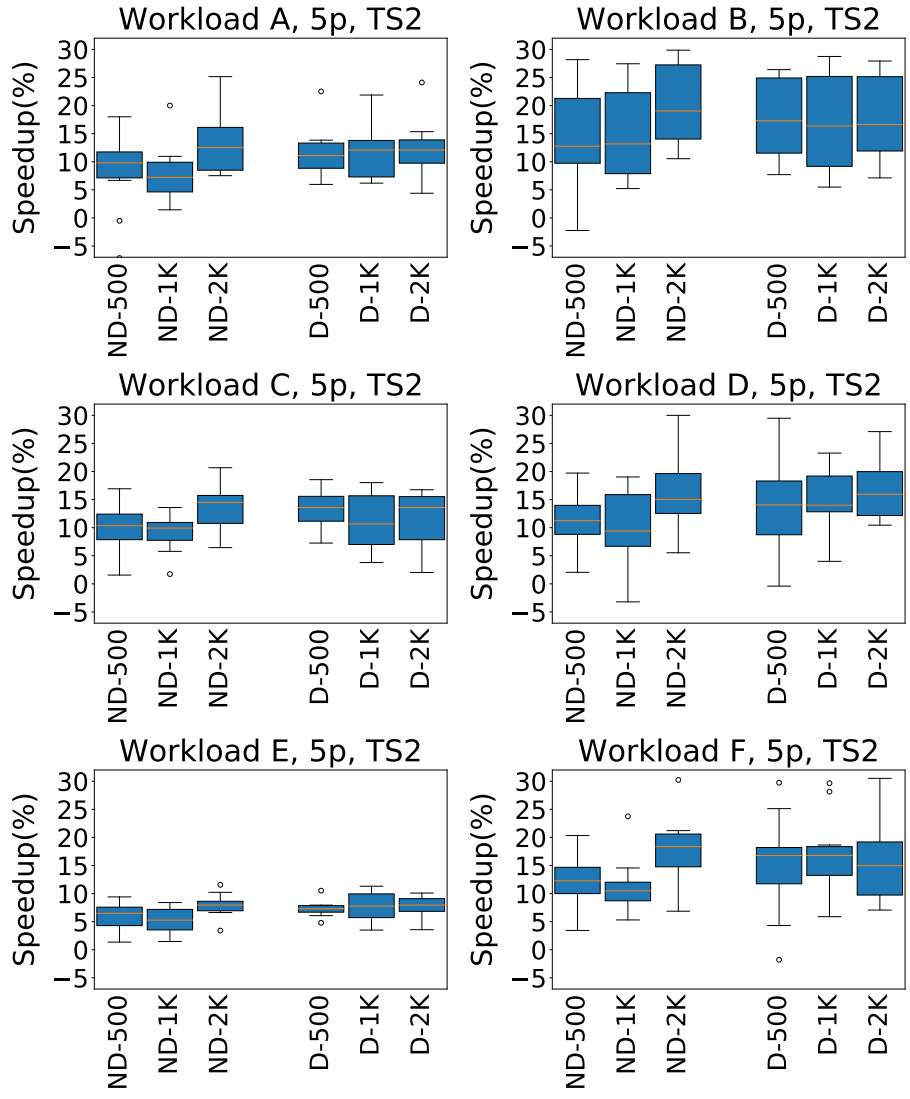 Workload A, 5p, TS2
Speedup(%)
30
25
20
15
10
5
0
−5
ND-500
ND-1K
ND-2K
D-500
D-1K
D-2K
Workload B, 5p, TS2
Speedup(%)
30
25
20
15
10
5
0
−5
ND-500
ND-1K
ND-2K
D-500
D-1K
D-2K
Workload C, 5p, TS2
Speedup(%)
30
25
20
15
10
5
0
−5
ND-500
ND-1K
ND-2K
D-500
D-1K
D-2K
Workload D, 5p, TS2
Speedup(%)
30
25
20
15
10
5
0
−5
ND-500
ND-1K
ND-2K
D-500
D-1K
D-2K
Workload E, 5p, TS2
Speedup(%)
30
25
20
15
10
5
0
−5
ND-500
ND-1K
ND-2K
D-500
D-1K
D-2K
Workload F, 5p, TS2
Speedup(%)
30
25
20
15
10
5
0
−5
ND-500
ND-1K
ND-2K
D-500
D-1K
D-2K